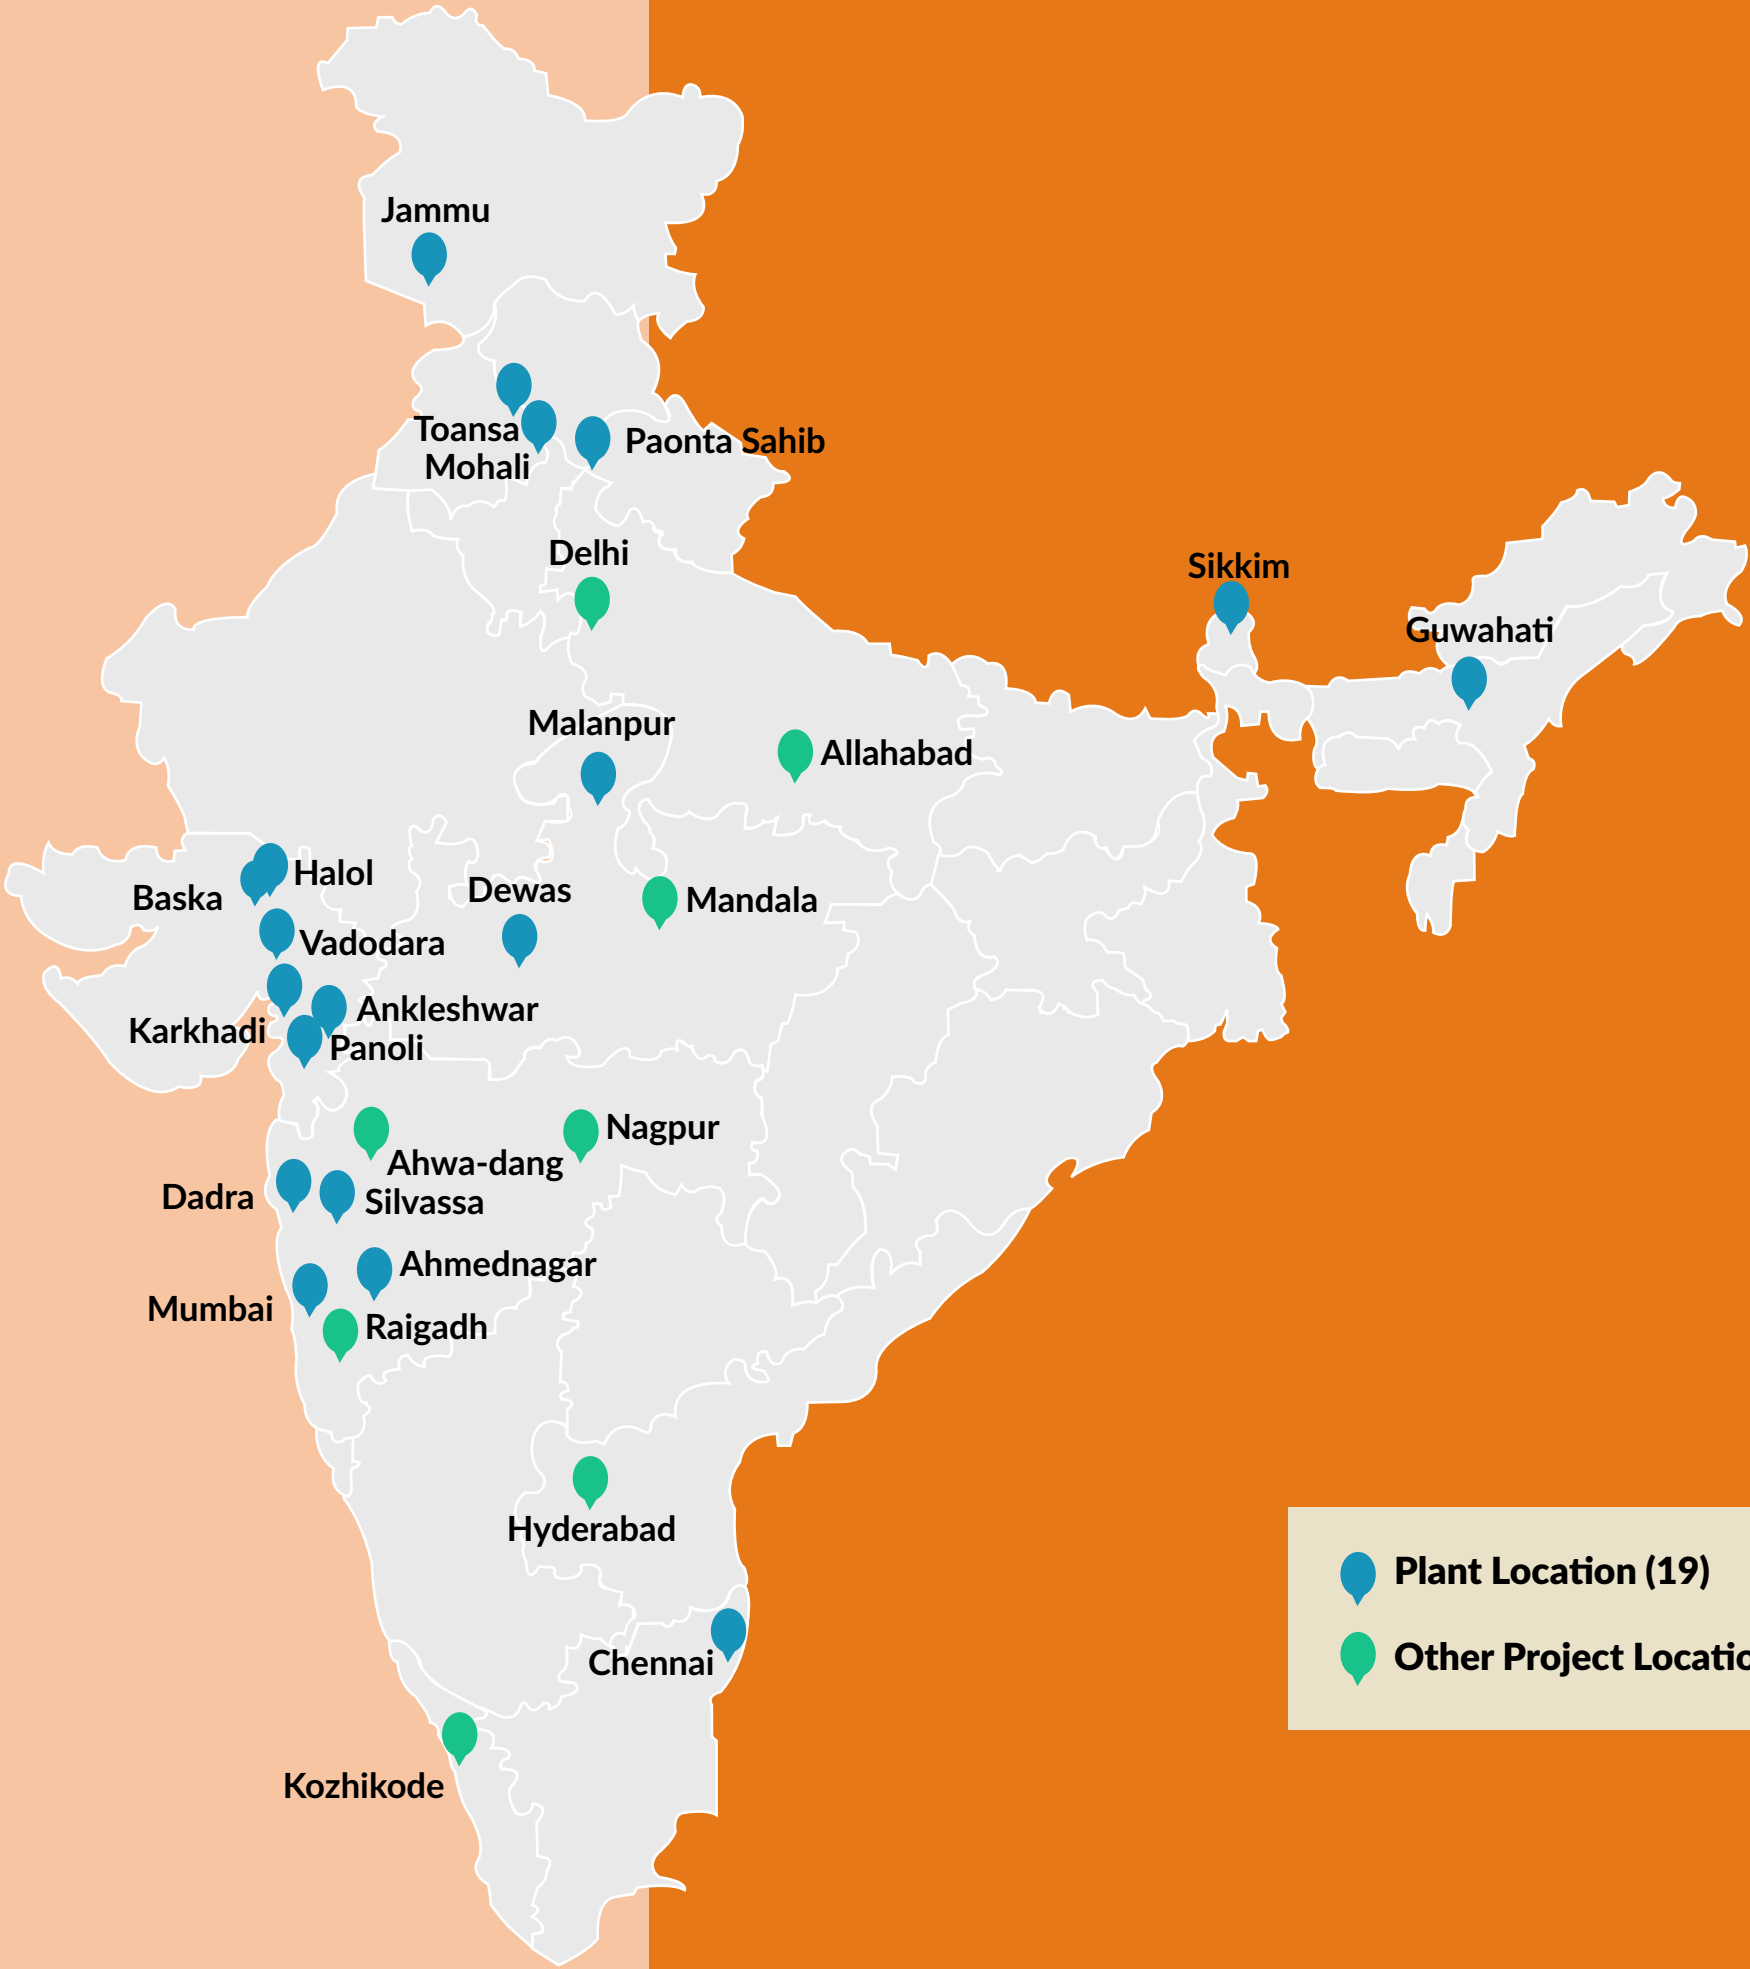 Jammu
Toansa
Mohali
Paonta Sahib
Delhi
Sikkim
Guwahati
Malanpur
Allahabad
Halol
Baska
Dewas
Mandala
Vadodara
Ankleshwar
Karkhadi
Panoli
Nagpur
Ahwa-dang
Dadra
Silvassa
Ahmednagar
Mumbai
Raigadh
Hyderabad
Plant Location (19)
Other Project Locatio
Chennai
Kozhikode